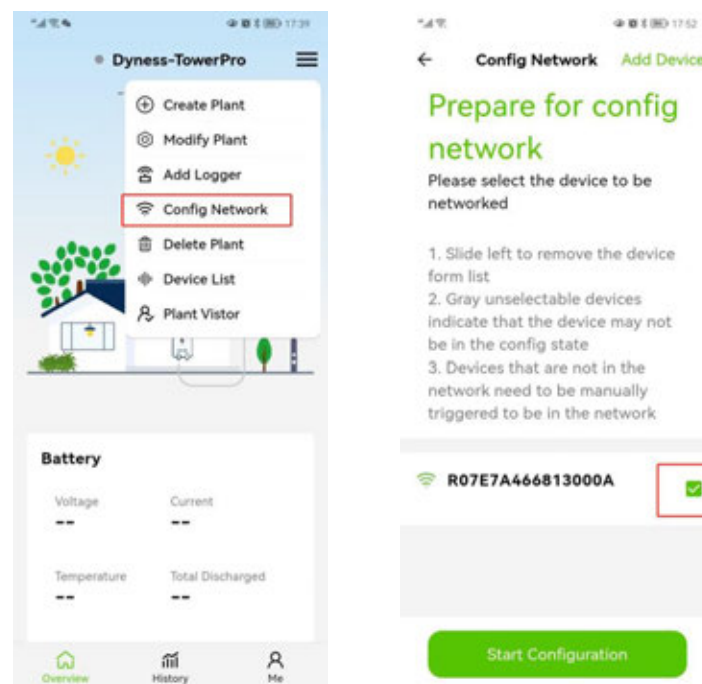 17:39
Dyness-TowerPro
Create Plant
Modify Plant
Add Logger
Config Network
Delete Plant
Device List
Plant Vistor
Battery
Voltage
Current
--
--
Temperature
Total Discharged
--
--
Overview
History
Me
17:52
Config Network
Add Device
Prepare for config
network
Please select the device to be
networked
1. Slide left to remove the device
form list
2. Gray unselectable devices
indicate that the device may not
be in the config state
3. Devices that are not in the
network need to be manually
triggered to be in the network
R07E7A466813000A
Start Configuration